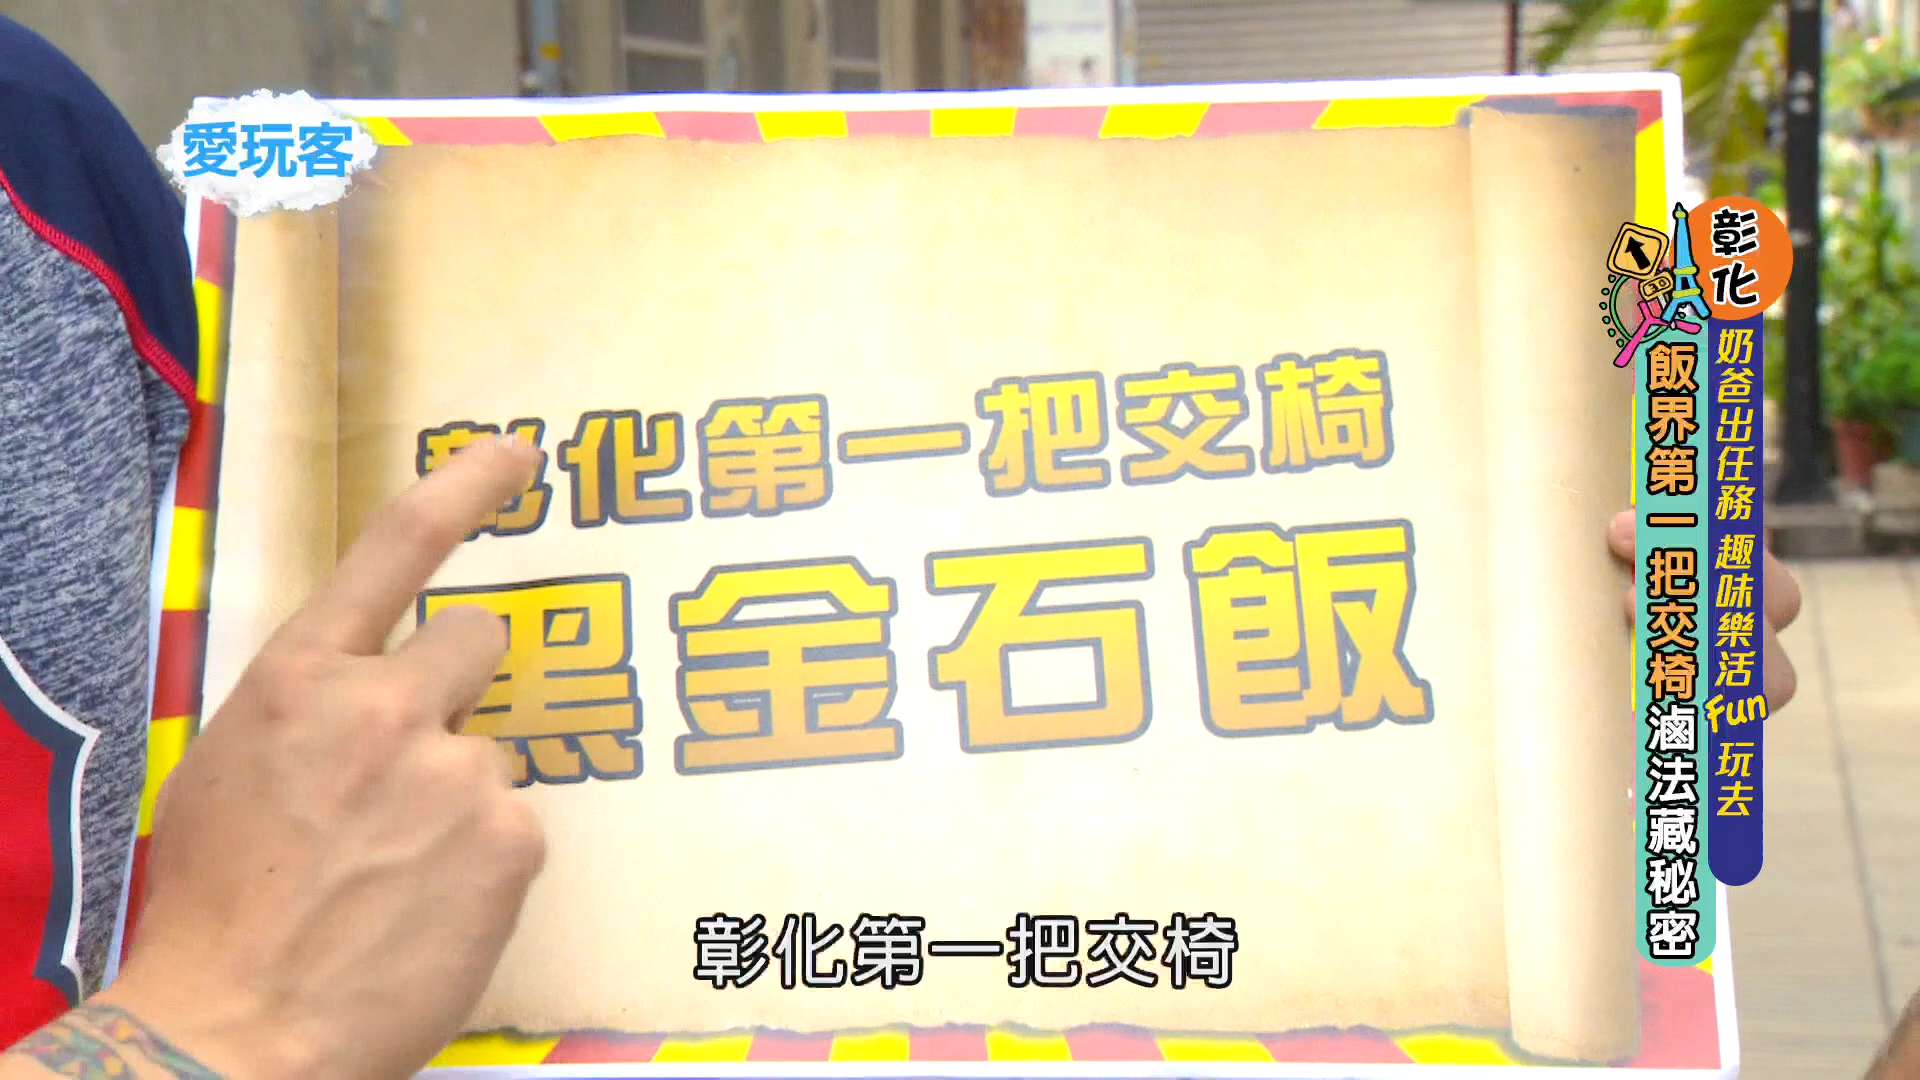 愛玩客
彰化第一把交椅
黑金石飯
彰化第一把交椅
彰化
奶爸出任務 趣味樂活Fun玩去
飯界第一把交椅滷法藏秘密